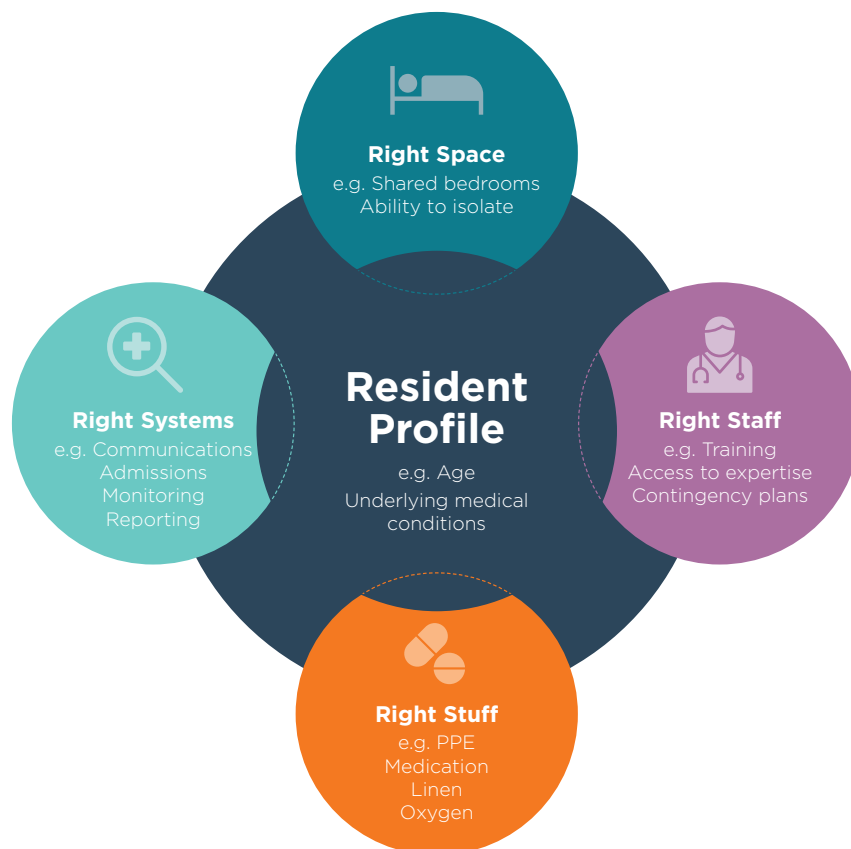 Right Space
e.g. Shared bedrooms
Ability to isolate
Right Systems
e.g. Communications
Admissions
Monitoring
Reporting
Resident
Profile
e.g. Age
Underlying medical
conditions
Right Staff
e.g. Training
Access to expertise
Contingency plans
Right Stuff
e.g. PPE
Medication
Linen
Oxygen